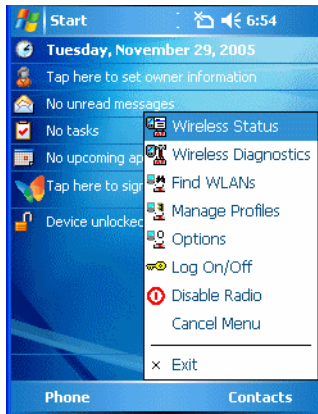 Start 6:54
Tuesday, November 29, 2005
Tap here to set owner information
No unread messages
No tasks
No upcoming ap
Tap here to sigr
Device unlocked
Wireless Status
Wireless Diagnostics
Find WLANs
Manage Profiles
Options
Log On/Off
Disable Radio
Cancel Menu
× Exit
Phone Contacts